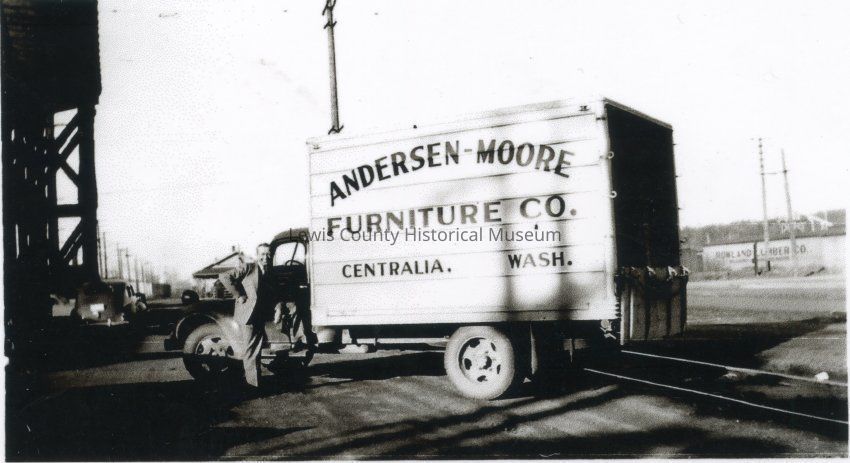 ANDERSEN-MOORE
FURNITURE CO.
Lewis County Historical Museum
CENTRALIA. WASH.
ROWLAND LUMBER CO.